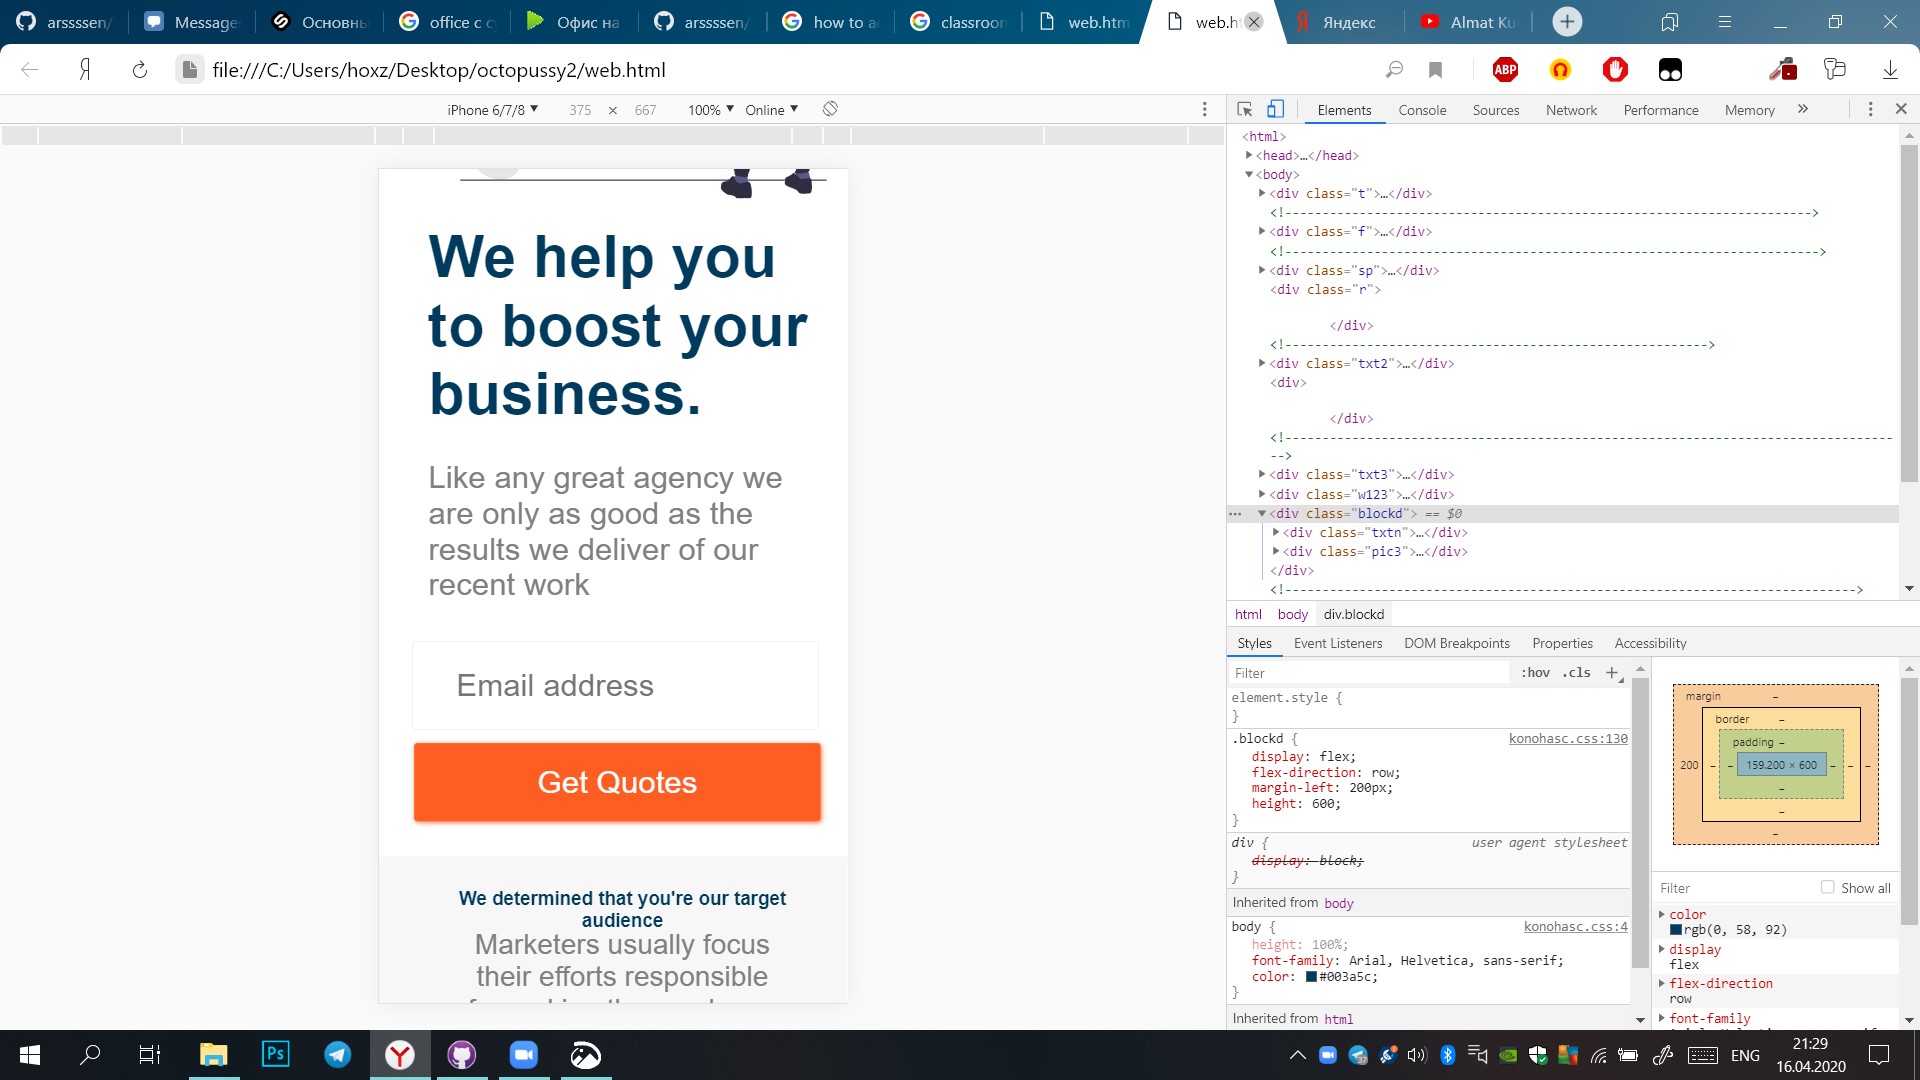 arsssen/
Message
Основнь
office с с
Офис на
arsssen/
how to a
classroon
web.htm
web.ht
Яндекс
Almat Ku
file:///C:/Users/hoxz/Desktop/octopussy2/web.html
ABP
iPhone 6/7/8 ▼ 375 × 667 100% ▼ Online ▼
Elements Console Sources Network Performance Memory »
We help you
to boost your
business.
Like any great agency we
are only as good as the
results we deliver of our
recent work
Email address
Get Quotes
We determined that you're our target
audience
Marketers usually focus
their efforts responsible
<html>
<head>…</head>
<body>
<div class="t">…</div>
<div class="f">…</div>
<div class="sp">…</div>
<div class="r">
</div>
<div class="txt2">…</div>
<div>
</div>
<div class="txt3">…</div>
<div class="w123">…</div>
<div class="blockd"> == $0
<div class="txtn">…</div>
<div class="pic3">…</div>
</div>
html body div.blockd
Styles Event Listeners DOM Breakpoints Properties Accessibility
Filter :hov .cls +
element.style {
}
.blockd { konohasc.css:130
display: flex;
flex-direction: row;
margin-left: 200px;
height: 600;
}
div { user agent stylesheet
display: block;
}
Inherited from body
body { konohasc.css:4
height: 100%;
font-family: Arial, Helvetica, sans-serif;
color: #003a5c;
}
Inherited from html
margin –
border –
padding –
200 – – 159.200 × 600 – – –
–
–
–
Filter Show all
color
rgb(0, 58, 92)
display
flex
flex-direction
row
font-family
Ps
ENG
21:29
16.04.2020